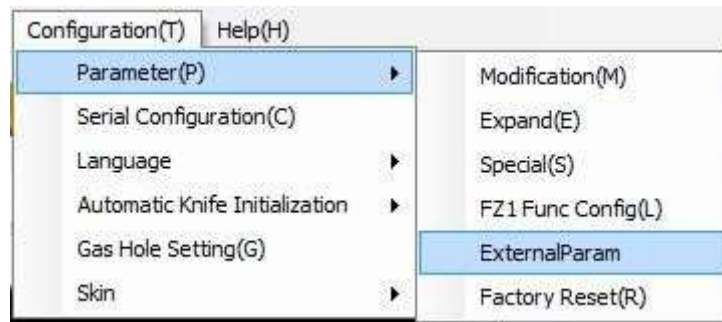 Configuration(T) Help(H)
Parameter(P)
Serial Configuration(C)
Language
Automatic Knife Initialization
Gas Hole Setting(G)
Skin
Modification(M)
Expand(E)
Special(S)
FZ1 Func Config(L)
ExternalParam
Factory Reset(R)